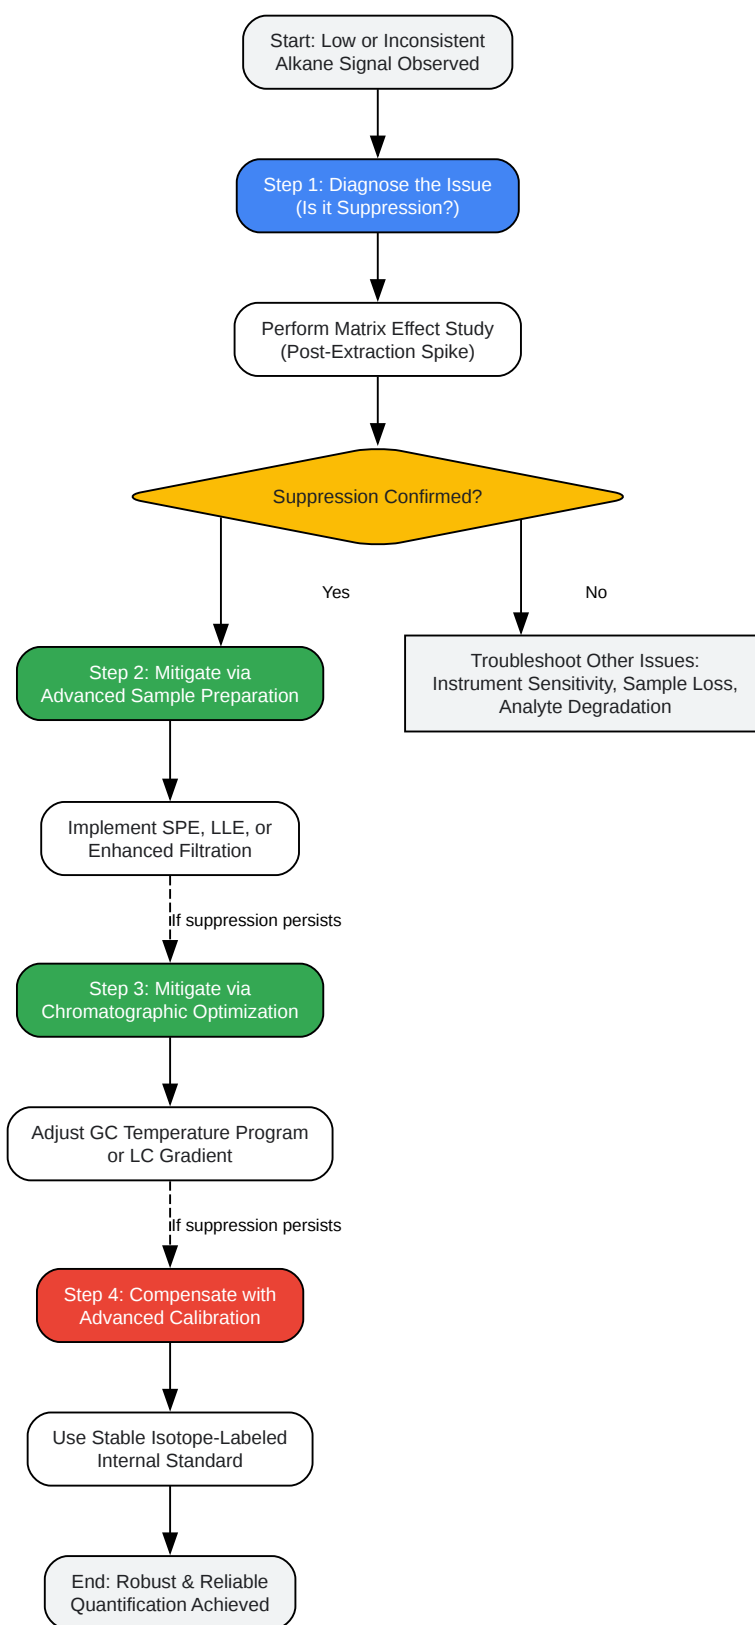 Start: Low or Inconsistent
Alkane Signal Observed
Step 1: Diagnose the Issue
(Is it Suppression?)
Perform Matrix Effect Study
(Post-Extraction Spike)
Suppression Confirmed?
Yes
No
Step 2: Mitigate via
Advanced Sample Preparation
Troubleshoot Other Issues:
Instrument Sensitivity, Sample Loss,
Analyte Degradation
Implement SPE, LLE, or
Enhanced Filtration
If suppression persists
Step 3: Mitigate via
Chromatographic Optimization
Adjust GC Temperature Program
or LC Gradient
If suppression persists
Step 4: Compensate with
Advanced Calibration
Use Stable Isotope-Labeled
Internal Standard
End: Robust & Reliable
Quantification Achieved